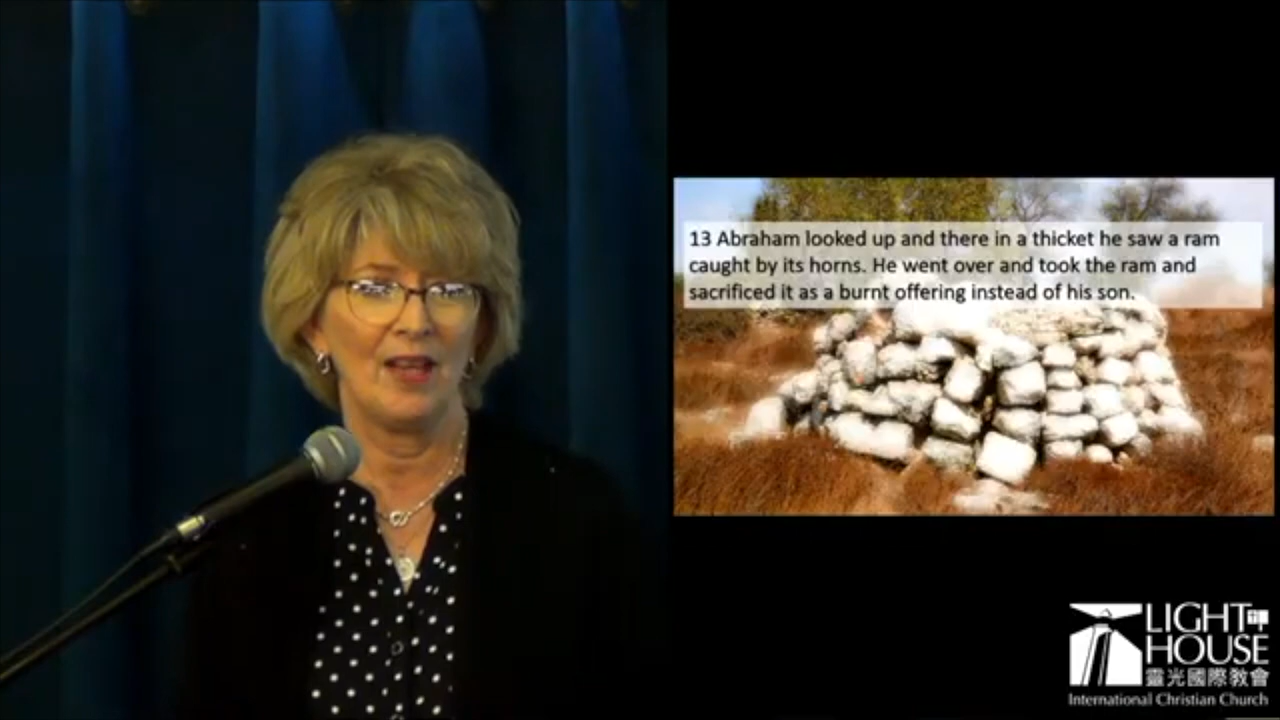 13 Abraham looked up and there in a thicket he saw a ram
caught by its horns. He went over and took the ram and
sacrificed it as a burnt offering instead of his son.
LIGHT
HOUSE
靈光國際教會
International Christian Church